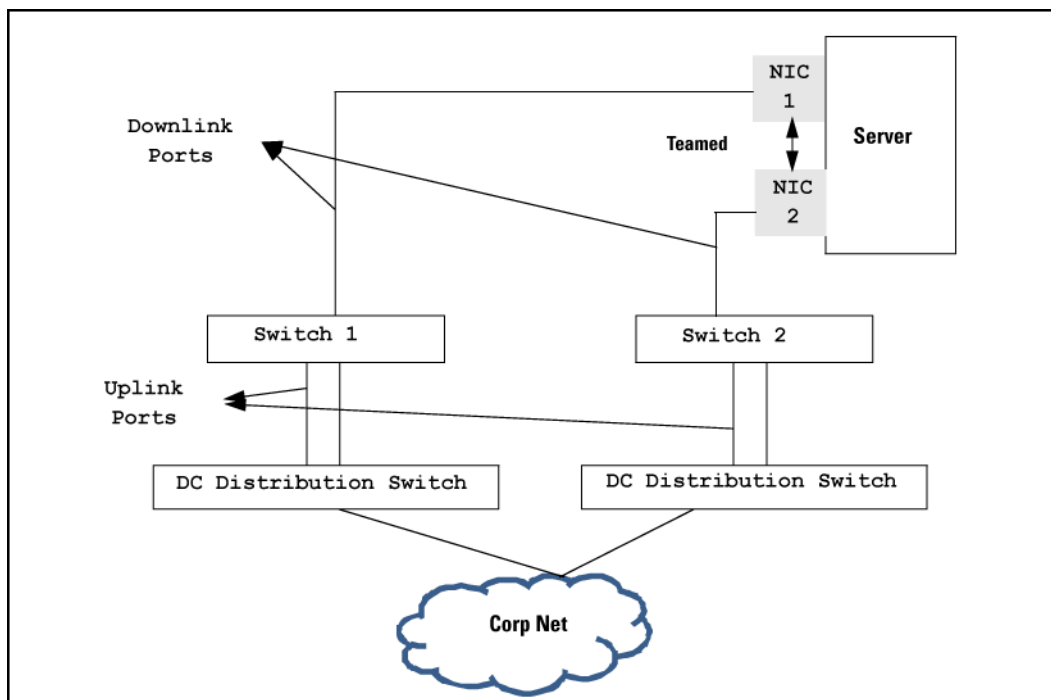 NIC
1
Downlink
Ports
Teamed
Server
NIC
2
Switch 1
Switch 2
Uplink
Ports
DC Distribution Switch
DC Distribution Switch
Corp Net